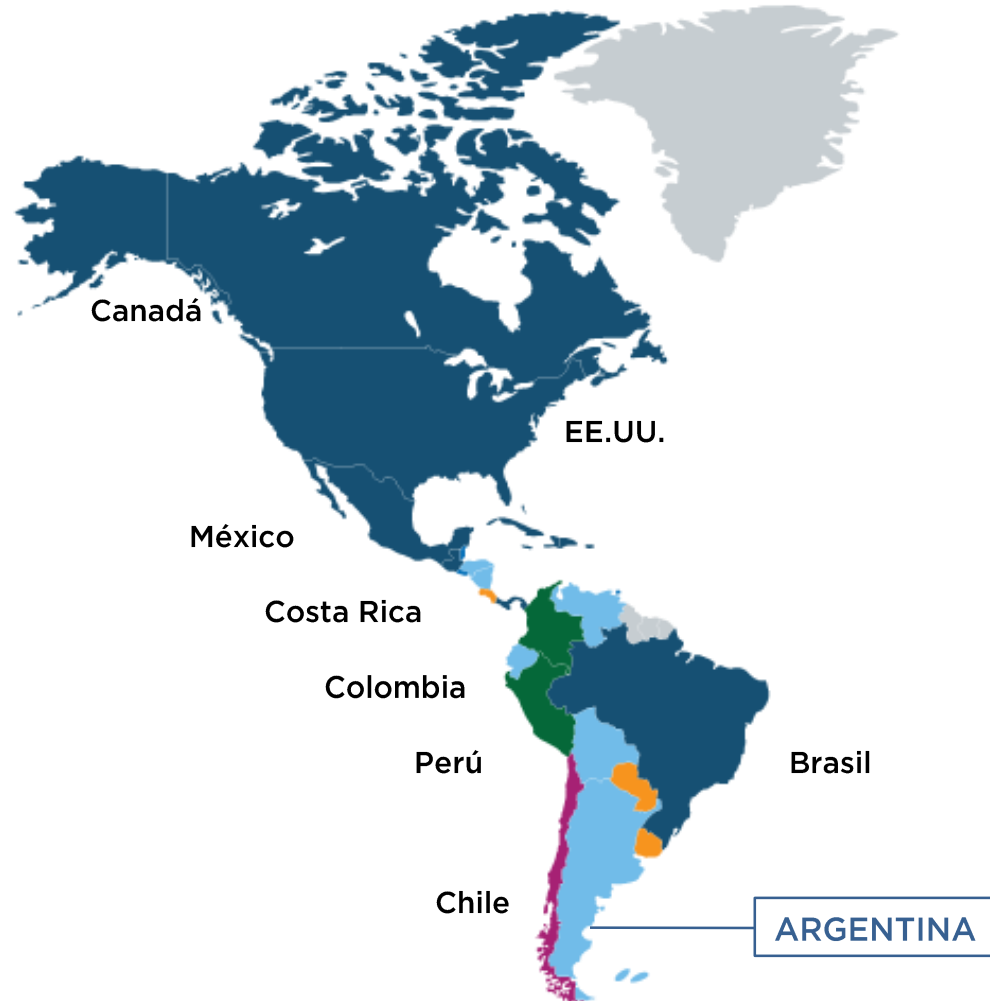 Canadá
EE.UU.
México
Costa Rica
Colombia
Perú
Brasil
Chile
ARGENTINA